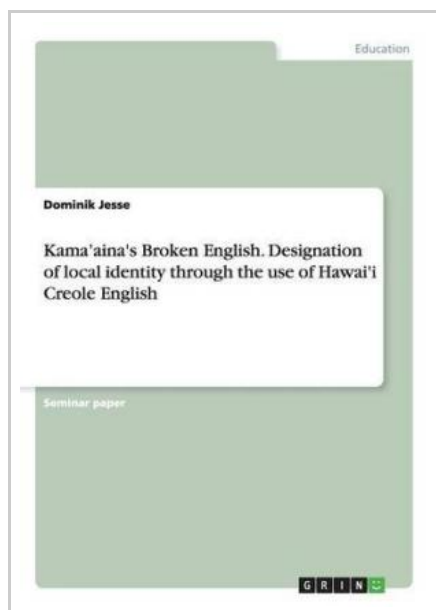 Education
Dominik Jesse
Kama'aina's Broken English. Designation
of local identity through the use of Hawai'i
Creole English
Seminar paper
GRIN